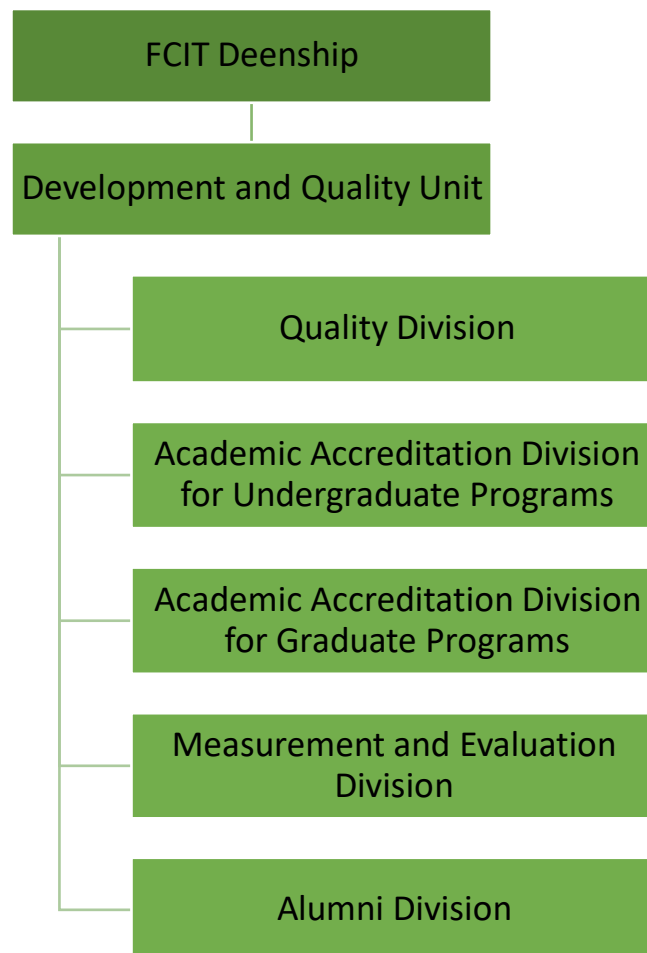 FCIT Deenship
Development and Quality Unit
Quality Division
Academic Accreditation Division
for Undergraduate Programs
Academic Accreditation Division
for Graduate Programs
Measurement and Evaluation
Division
Alumni Division